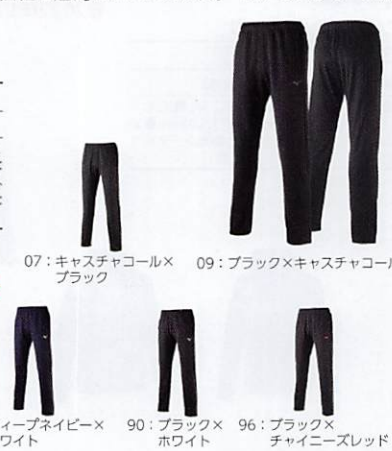 07：キャスチャコール×
ブラック
09：ブラック×キャスチャコール
ィープネイビー×
ワイト
90：ブラック×
ホワイト
96：ブラック×
チャイニーズレッド